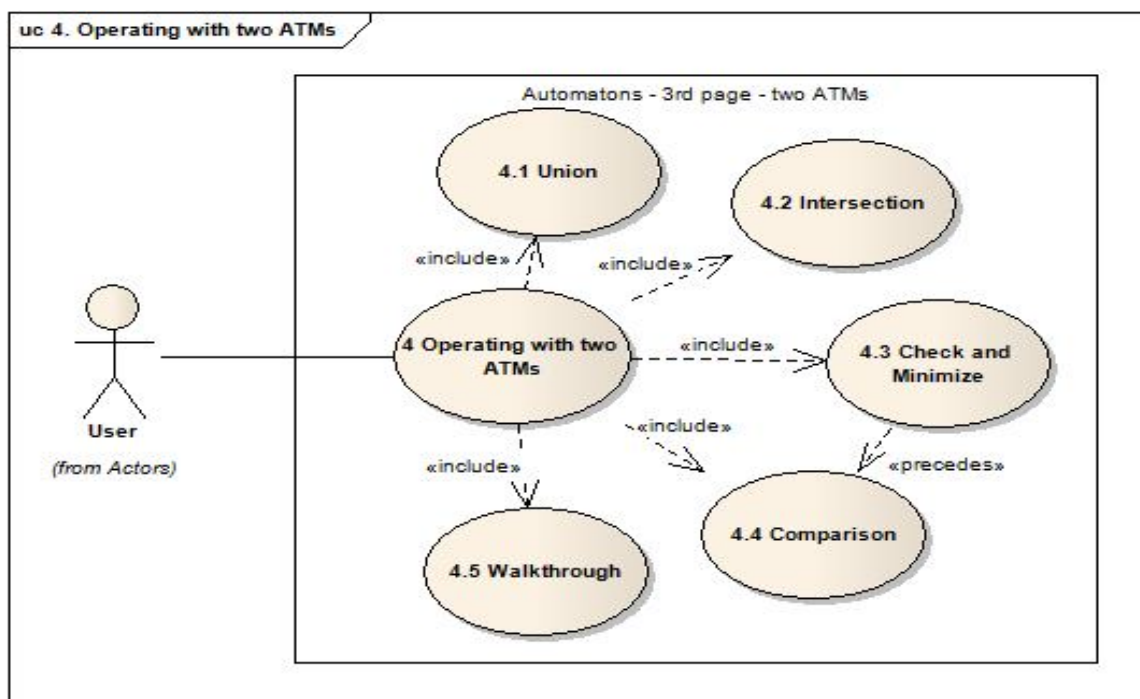 uc 4. Operating with two ATMs
Automatons - 3rd page - two ATMs
4.1 Union
4.2 Intersection
«include»
«include»
4 Operating with two
ATMs
«include»
4.3 Check and
Minimize
User
(from Actors)
«include»
«include»
«precedes»
4.4 Comparison
4.5 Walkthrough